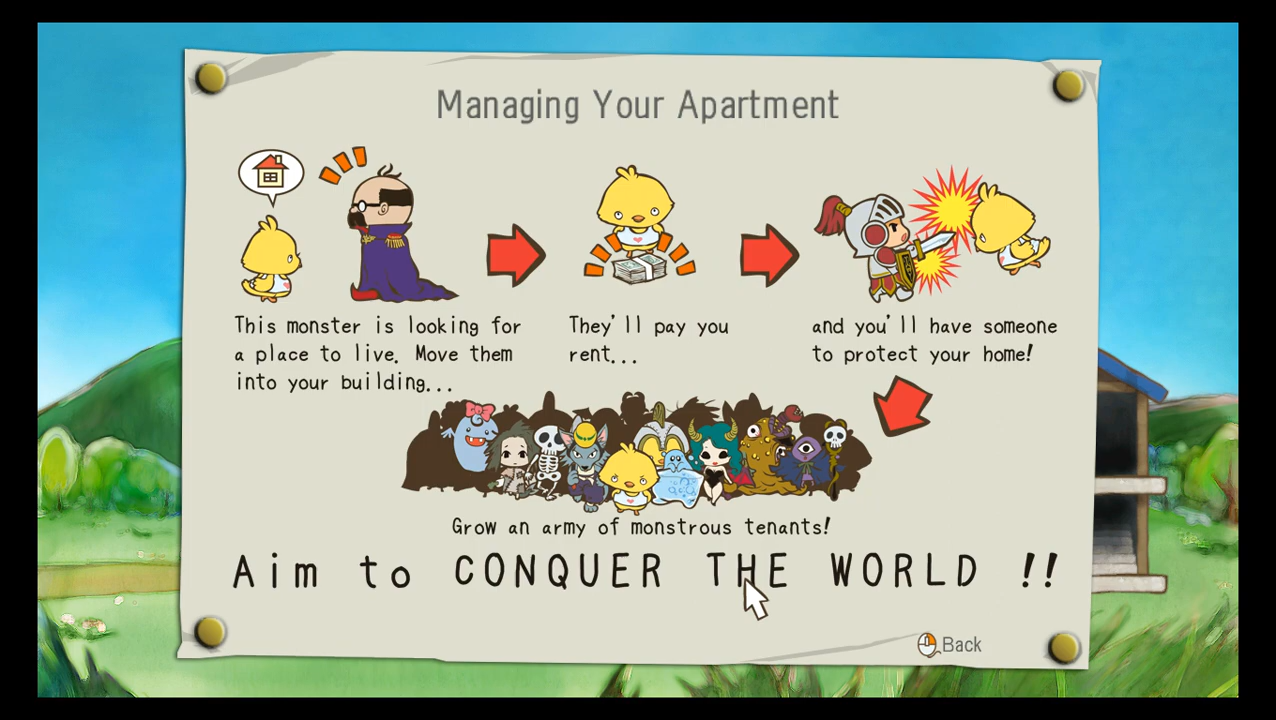 Managing Your Apartment
This monster is looking for
a place to live. Move them
into your building...
They'll pay you
rent...
and you'll have someone
to protect your home!
Grow an army of monstrous tenants!
Aim to CONQUER THE WORLD !!
Back